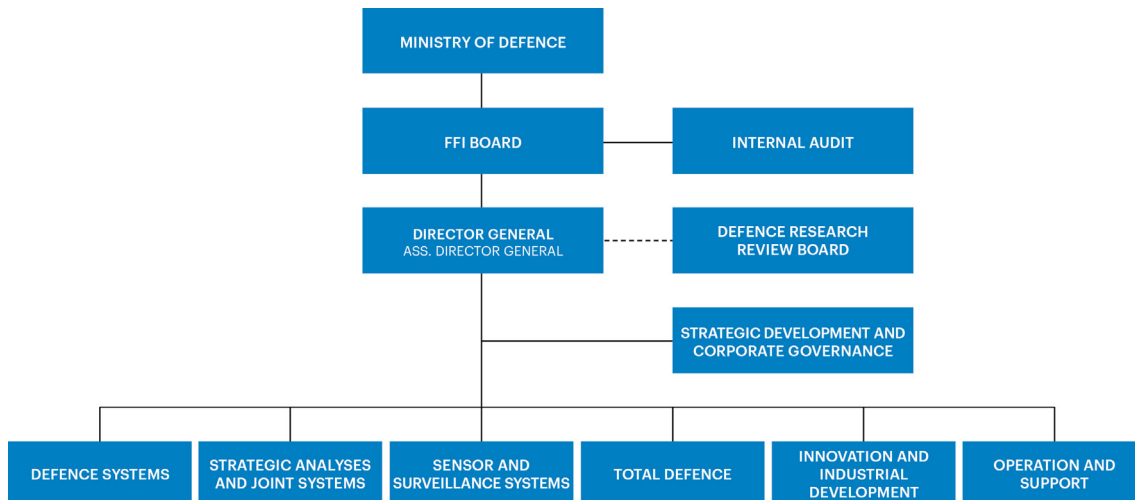 MINISTRY OF DEFENCE
FFI BOARD
INTERNAL AUDIT
DIRECTOR GENERAL
ASS. DIRECTOR GENERAL
DEFENCE RESEARCH
REVIEW BOARD
STRATEGIC DEVELOPMENT AND
CORPORATE GOVERNANCE
DEFENCE SYSTEMS
STRATEGIC ANALYSES
AND JOINT SYSTEMS
SENSOR AND
SURVEILLANCE SYSTEMS
TOTAL DEFENCE
INNOVATION AND
INDUSTRIAL
DEVELOPMENT
OPERATION AND
SUPPORT